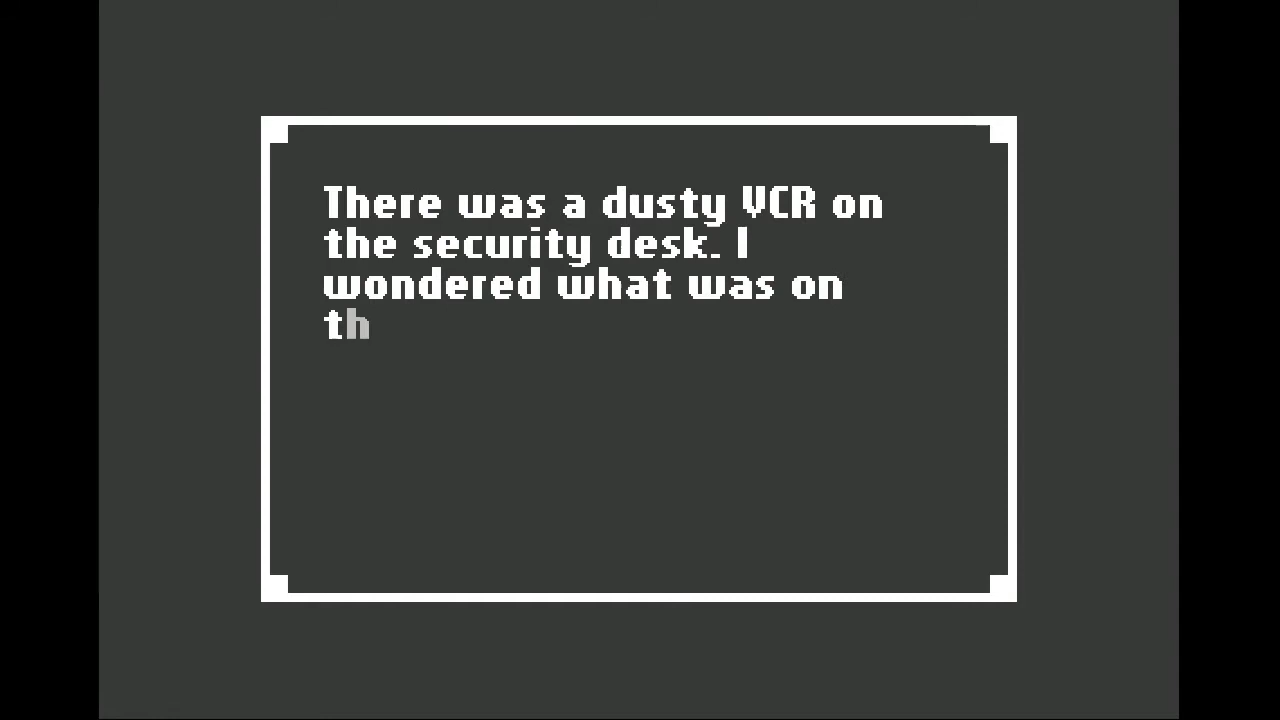 There was a dusty VCR on
the security desk. I
wondered what was on
th